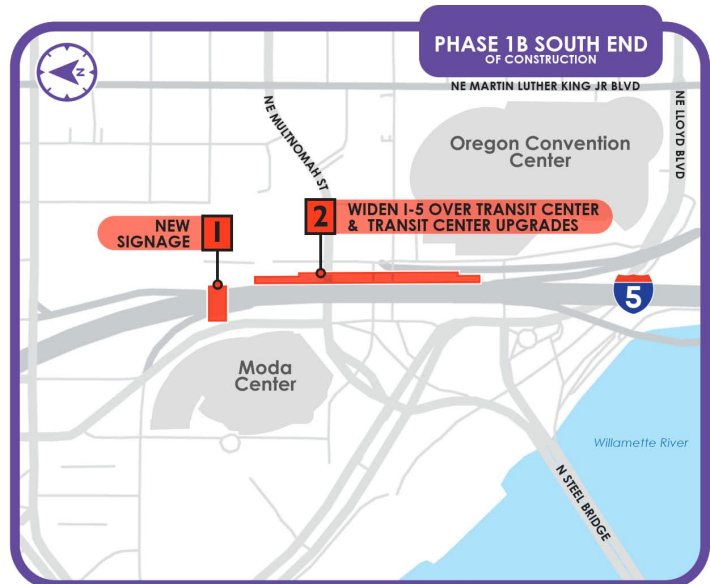 PHASE 1B SOUTH END
OF CONSTRUCTION
N
NE MARTIN LUTHER KING JR BLVD
NE MULTNOMAH ST
NE LLOYD BLVD
Oregon Convention
Center
NEW
SIGNAGE
1
2
WIDEN I-5 OVER TRANSIT CENTER
& TRANSIT CENTER UPGRADES
5
Moda
Center
Willamette River
N STEEL BRIDGE